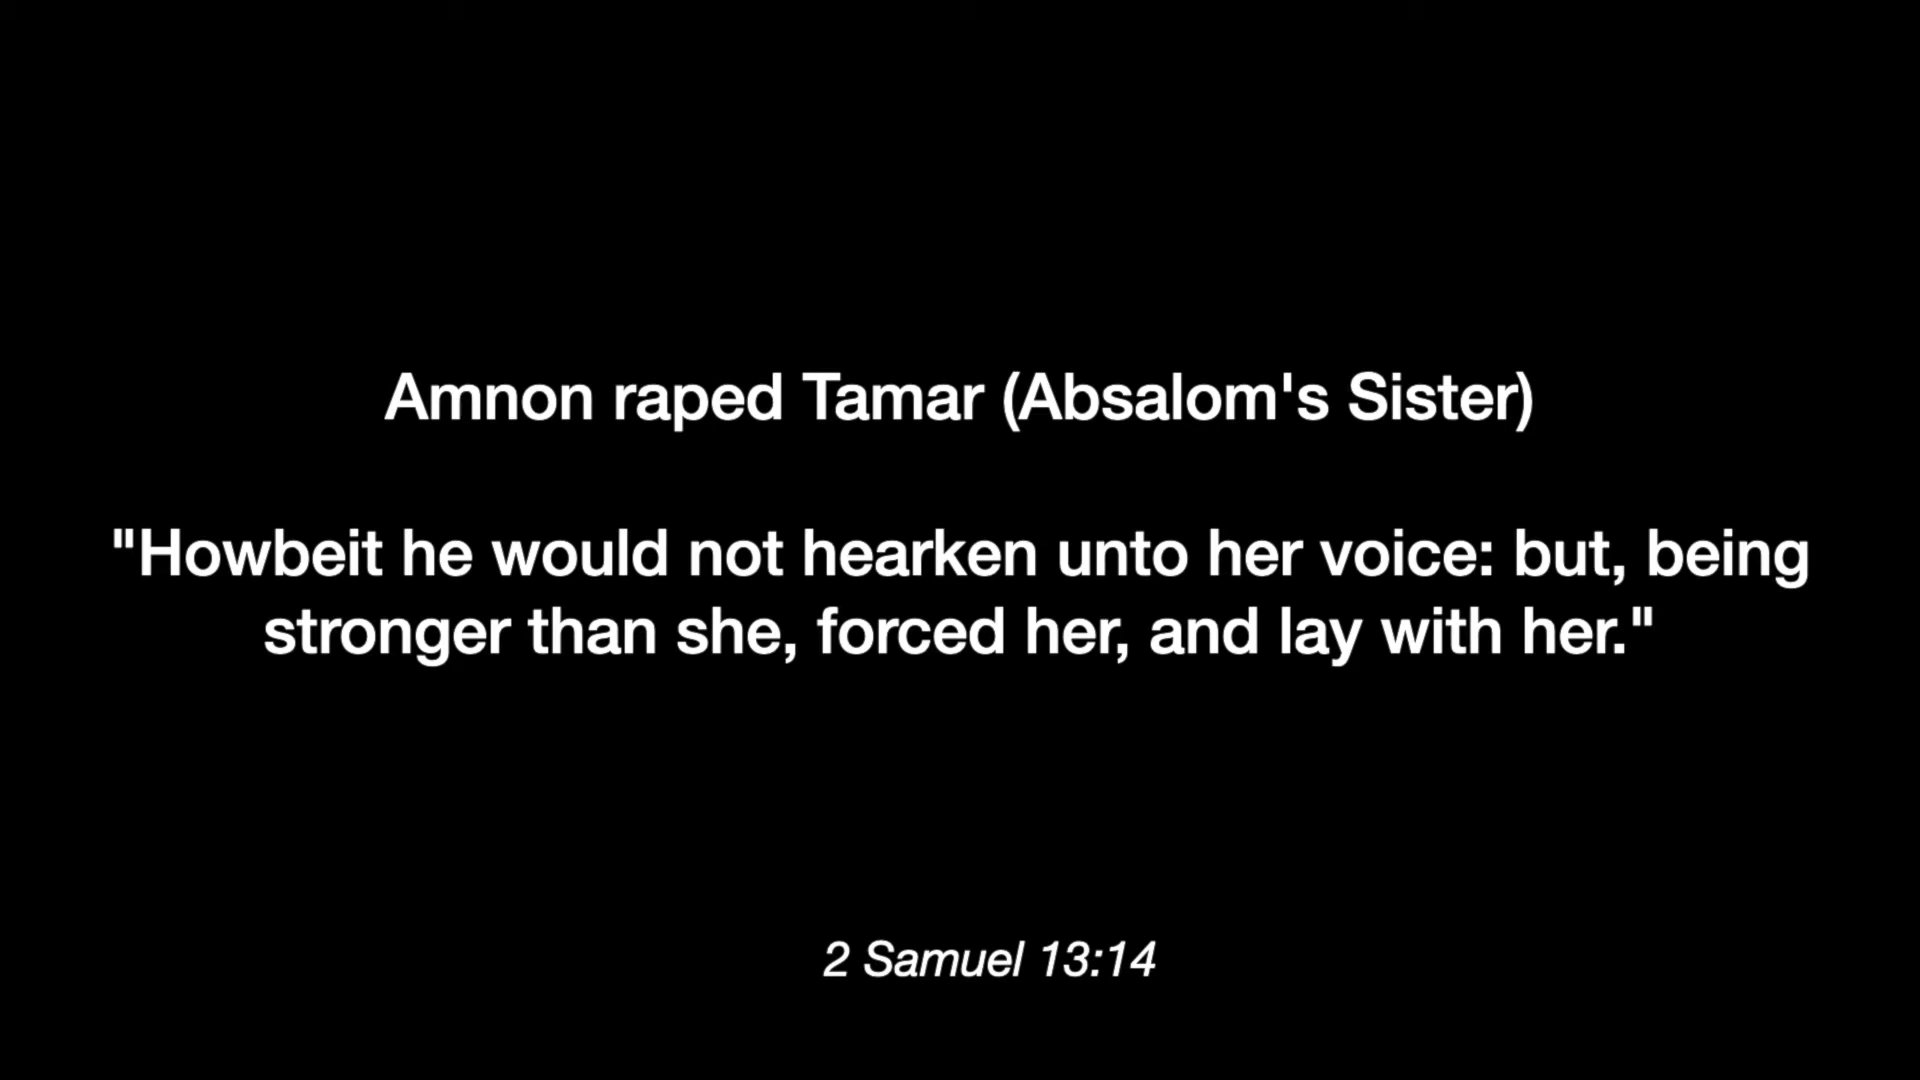 Amnon raped Tamar (Absalom's Sister)
"Howbeit he would not hearken unto her voice: but, being
stronger than she, forced her, and lay with her."
2 Samuel 13:14